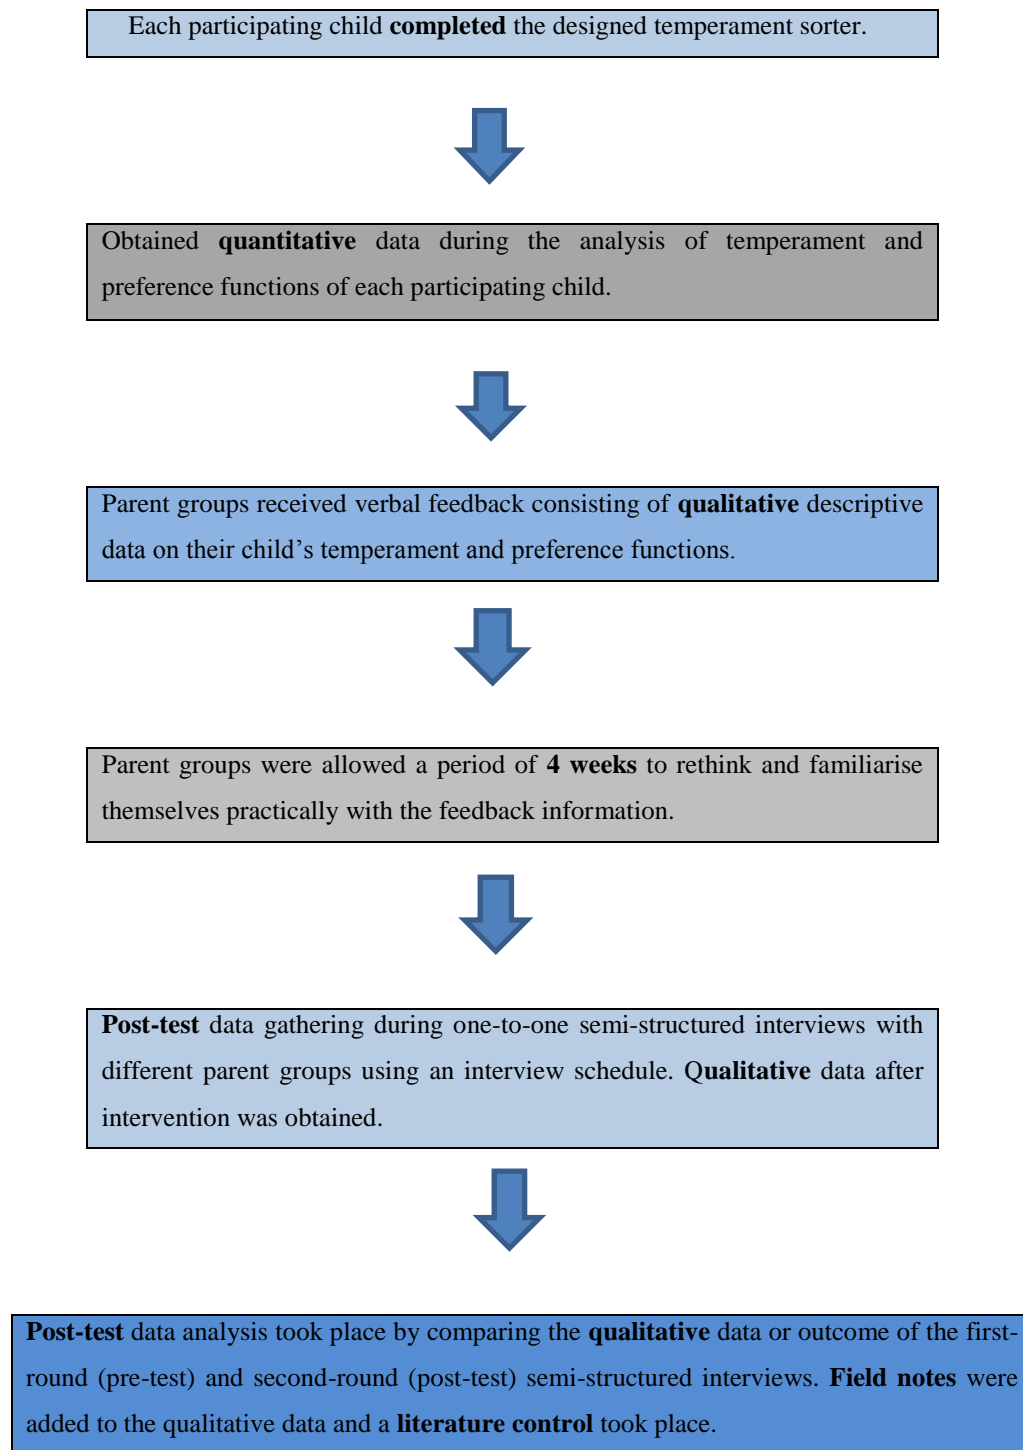 Each participating child completed the designed temperament sorter.
Obtained quantitative data during the analysis of temperament and
preference functions of each participating child.
Parent groups received verbal feedback consisting of qualitative descriptive
data on their child’s temperament and preference functions.
Parent groups were allowed a period of 4 weeks to rethink and familiarise
themselves practically with the feedback information.
Post-test data gathering during one-to-one semi-structured interviews with
different parent groups using an interview schedule. Qualitative data after
intervention was obtained.
Post-test data analysis took place by comparing the qualitative data or outcome of the first-
round (pre-test) and second-round (post-test) semi-structured interviews. Field notes were
added to the qualitative data and a literature control took place.